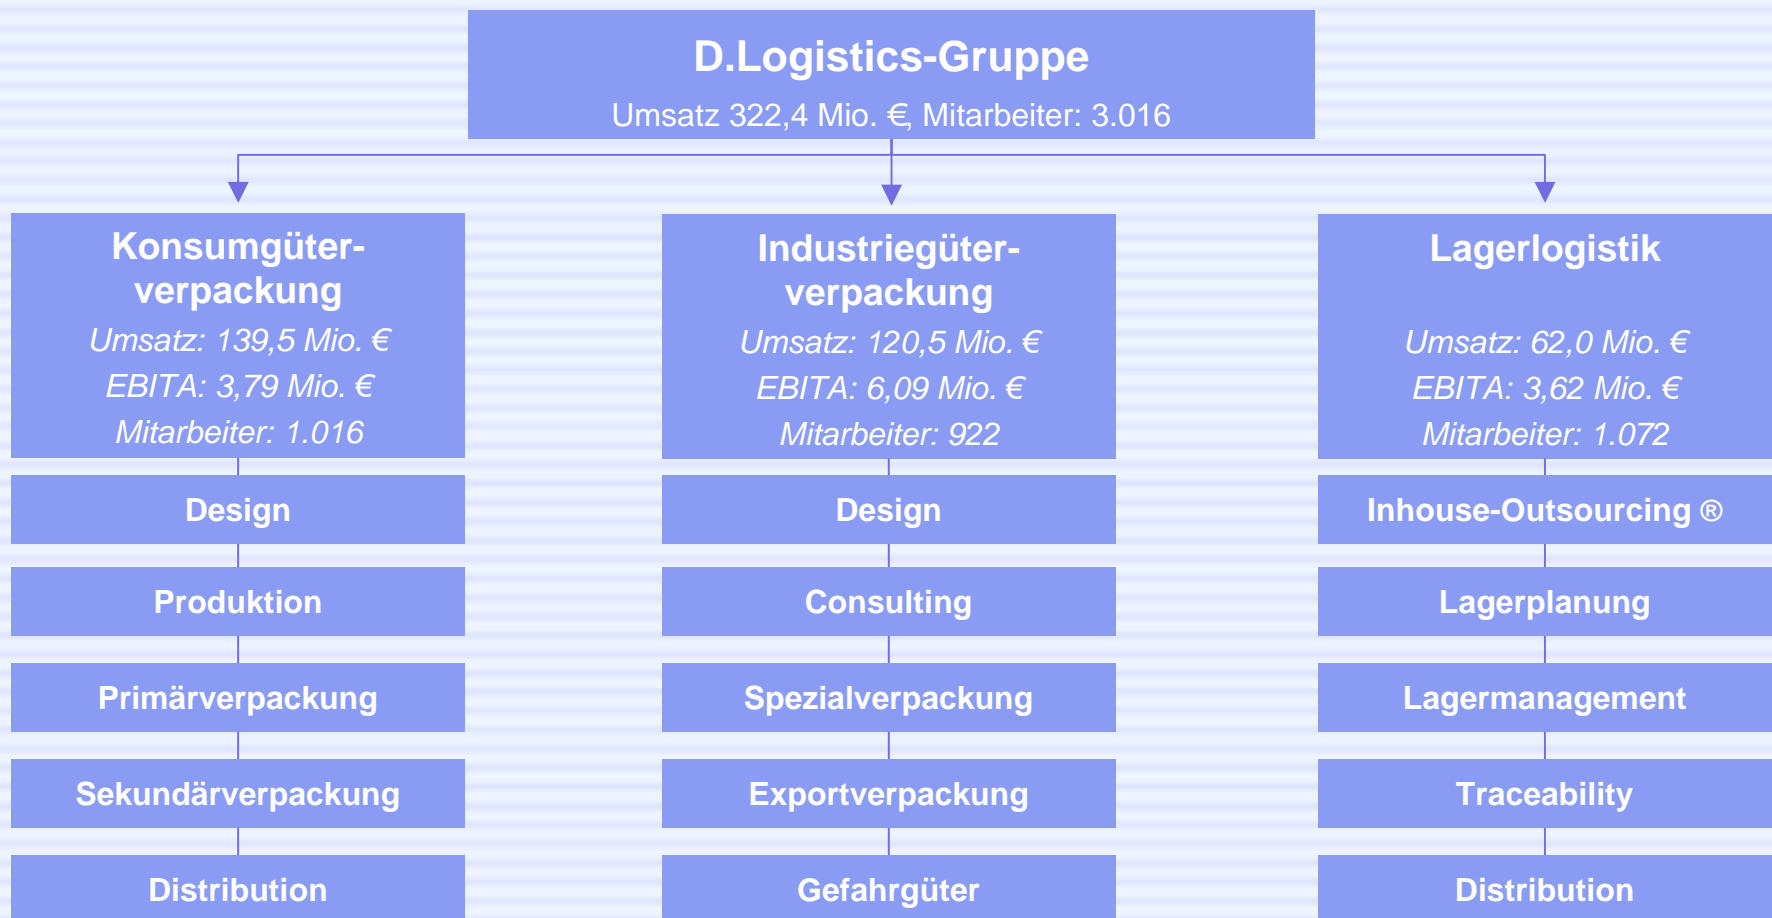 D.Logistics-Gruppe
Umsatz 322,4 Mio. €, Mitarbeiter: 3.016
Konsumgüter-
verpackung
Umsatz: 139,5 Mio. €
EBITA: 3,79 Mio. €
Mitarbeiter: 1.016
Design
Produktion
Primärverpackung
Sekundärverpackung
Distribution
Industriegüter-
verpackung
Umsatz: 120,5 Mio. €
EBITA: 6,09 Mio. €
Mitarbeiter: 922
Design
Consulting
Spezialverpackung
Exportverpackung
Gefahrgüter
Lagerlogistik
Umsatz: 62,0 Mio. €
EBITA: 3,62 Mio. €
Mitarbeiter: 1.072
Inhouse-Outsourcing ®
Lagerplanung
Lagermanagement
Traceability
Distribution